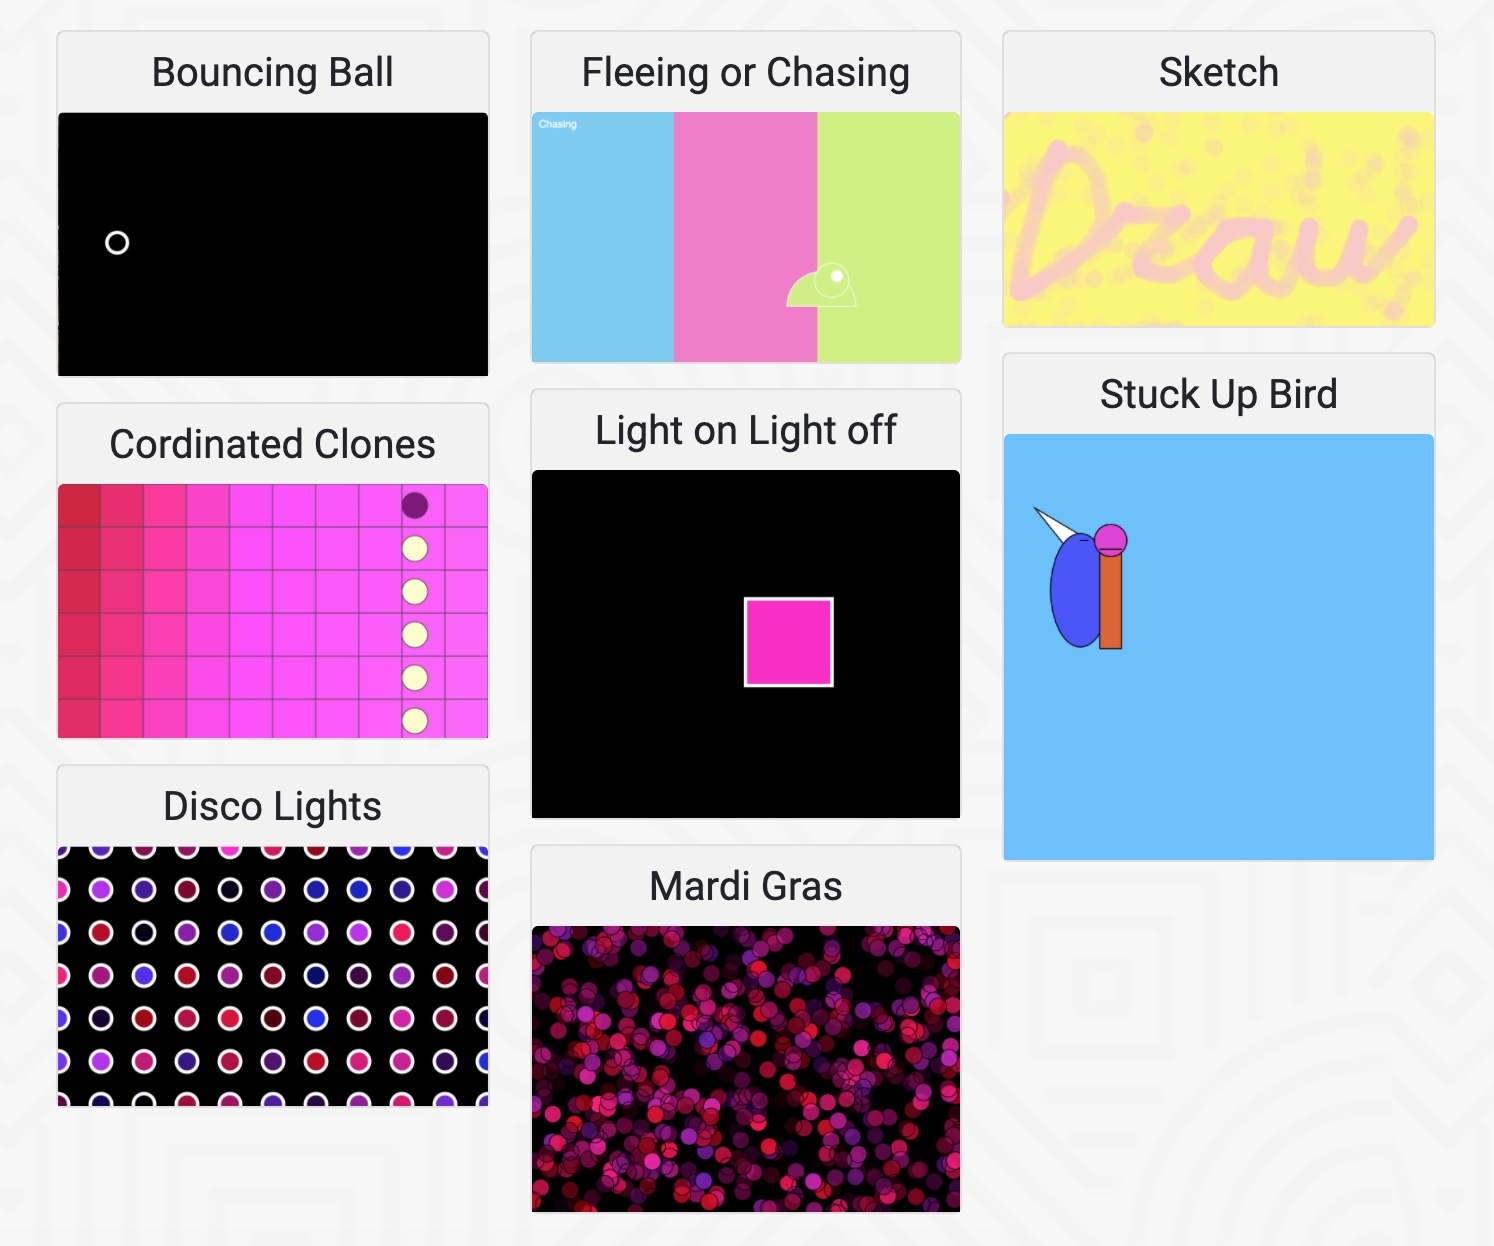 Bouncing Ball
Cordinated Clones
Disco Lights
Fleeing or Chasing
Chasing
Light on Light off
Mardi Gras
Sketch
Draw
Stuck Up Bird